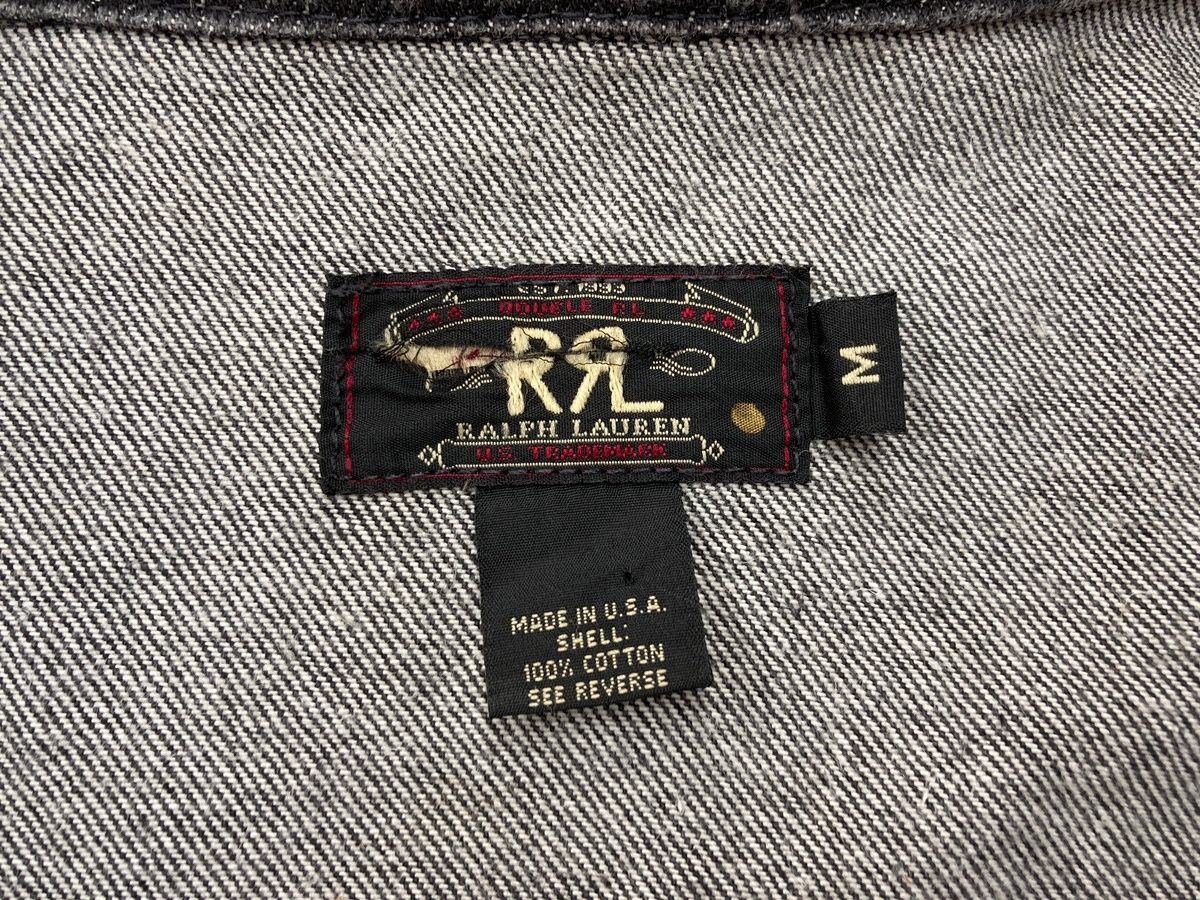 EST. 1993
DOUBLE RL
RRL
RALPH LAUREN
U.S. TRADEMARK
M
MADE IN U.S.A.
SHELL:
100% COTTON
SEE REVERSE